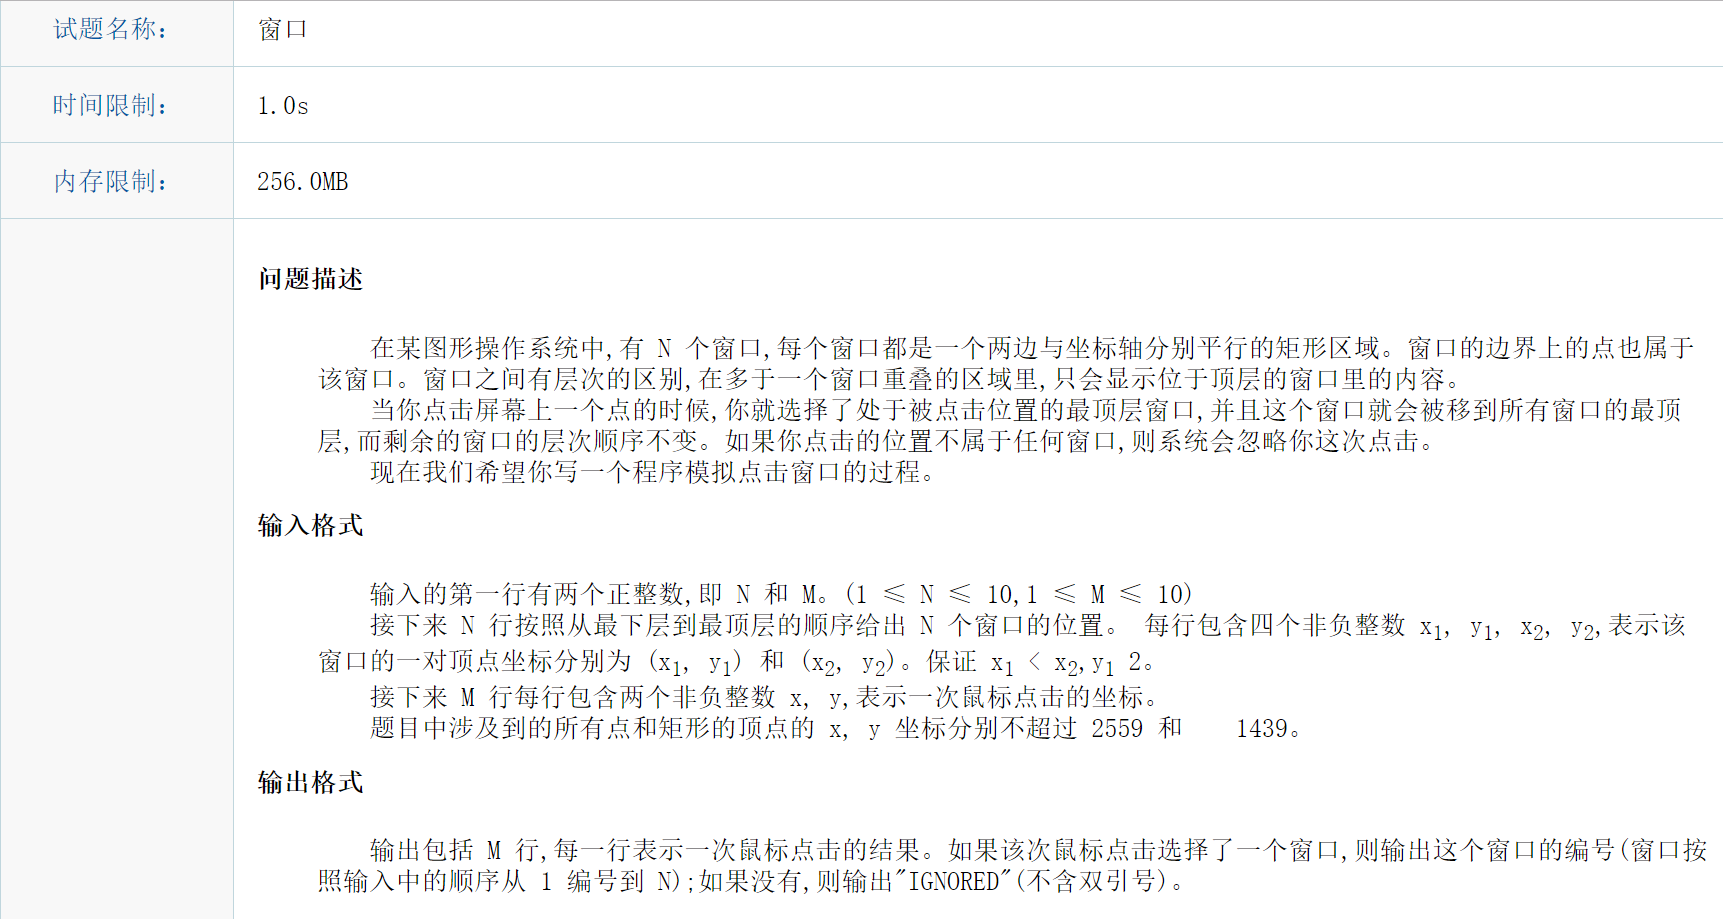 试题名称： 窗口
时间限制： 1.0s
内存限制： 256.0MB
问题描述
在某图形操作系统中,有 N 个窗口,每个窗口都是一个两边与坐标轴分别平行的矩形区域。窗口的边界上的点也属于
该窗口。窗口之间有层次的区别,在多于一个窗口重叠的区域里,只会显示位于顶层的窗口里的内容。
当你点击屏幕上一个点的时候,你就选择了处于被点击位置的最顶层窗口,并且这个窗口就会被移到所有窗口的最顶
层,而剩余的窗口的层次顺序不变。如果你点击的位置不属于任何窗口,则系统会忽略你这次点击。
现在我们希望你写一个程序模拟点击窗口的过程。
输入格式
输入的第一行有两个正整数,即 N 和 M。(1 ≤ N ≤ 10,1 ≤ M ≤ 10)
接下来 N 行按照从最下层到最顶层的顺序给出 N 个窗口的位置。 每行包含四个非负整数 x₁, y₁, x₂, y₂,表示该
窗口的一对顶点坐标分别为 (x₁, y₁) 和 (x₂, y₂)。保证 x₁ < x₂,y₁ 2。
接下来 M 行每行包含两个非负整数 x, y,表示一次鼠标点击的坐标。
题目中涉及到的所有点和矩形的顶点的 x, y 坐标分别不超过 2559 和 1439。
输出格式
输出包括 M 行,每一行表示一次鼠标点击的结果。如果该次鼠标点击选择了一个窗口,则输出这个窗口的编号(窗口按
照输入中的顺序从 1 编号到 N);如果没有,则输出"IGNORED"(不含双引号)。